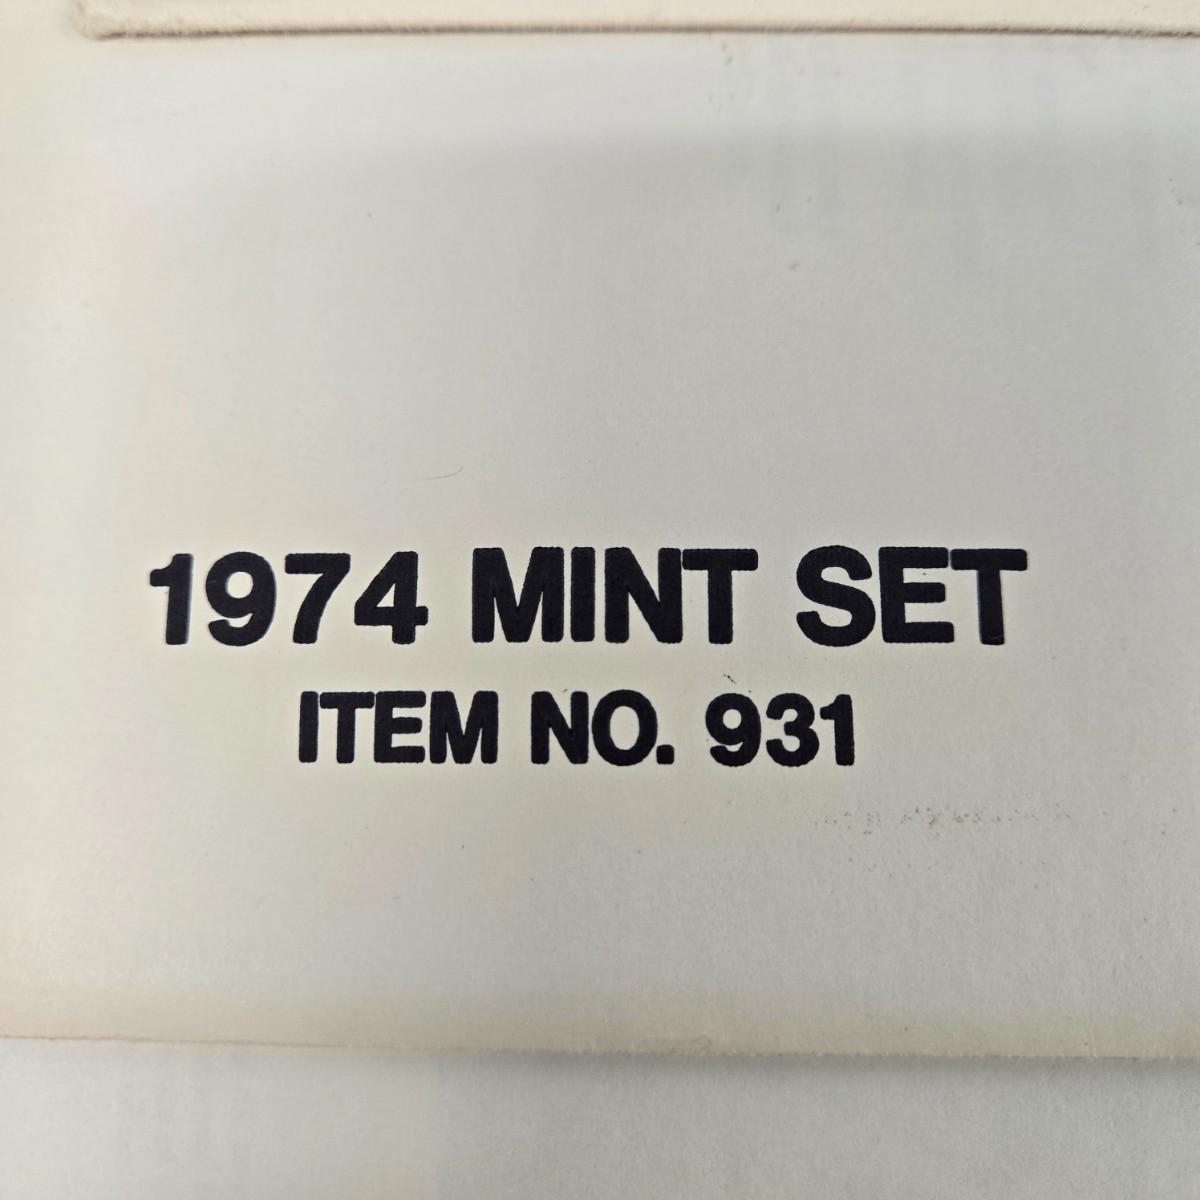 1974 MINT SET
ITEM NO. 931